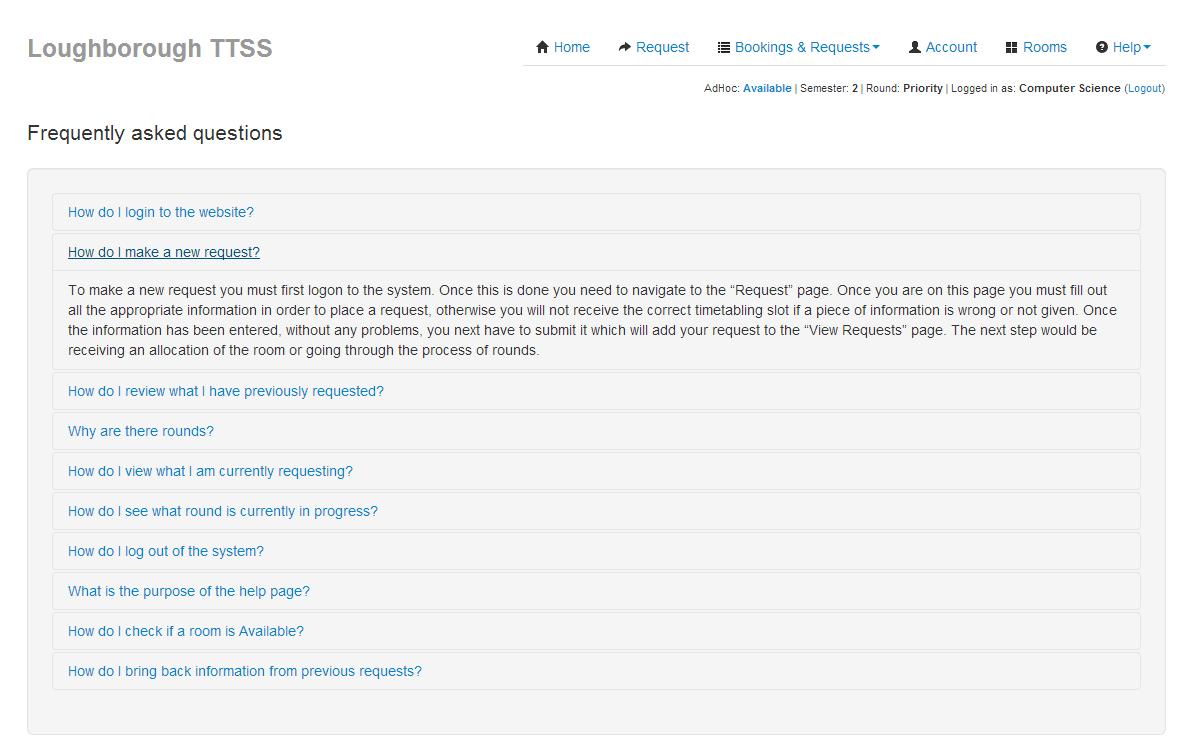 Loughborough TTSS
Home Request Bookings & Requests Account Rooms Help
AdHoc: Available | Semester: 2 | Round: Priority | Logged in as: Computer Science (Logout)
Frequently asked questions
How do I login to the website?
How do I make a new request?
To make a new request you must first logon to the system. Once this is done you need to navigate to the “Request” page. Once you are on this page you must fill out
all the appropriate information in order to place a request, otherwise you will not receive the correct timetabling slot if a piece of information is wrong or not given. Once
the information has been entered, without any problems, you next have to submit it which will add your request to the “View Requests” page. The next step would be
receiving an allocation of the room or going through the process of rounds.
How do I review what I have previously requested?
Why are there rounds?
How do I view what I am currently requesting?
How do I see what round is currently in progress?
How do I log out of the system?
What is the purpose of the help page?
How do I check if a room is Available?
How do I bring back information from previous requests?